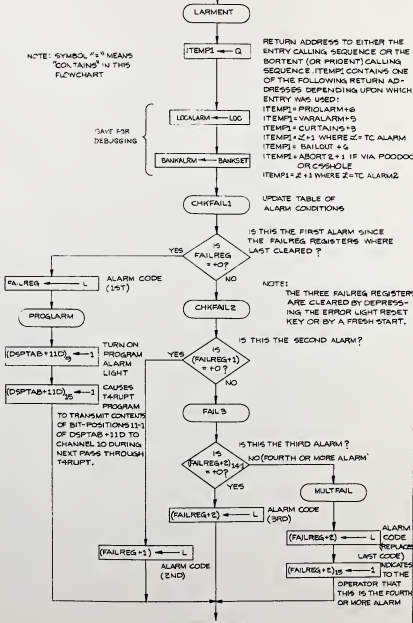 LARMENT
NOTE: SYMBOL "=" MEANS
"CONTAINS" IN THIS
FLOWCHART
ITEMP1 ← Q
RETURN ADDRESS TO EITHER THE
ENTRY CALLING SEQUENCE OR THE
BORTENT (OR PRIOENT) CALLING
SEQUENCE. ITEMP1 CONTAINS ONE
OF THE FOLLOWING RETURN AD-
DRESSES DEPENDING UPON WHICH
ENTRY WAS USED:
ITEMP1=PRIOLARM+6
ITEMP1=VARALARM+5
ITEMP1=CURTAINS+3
ITEMP1=L+1 WHERE L=TC ALARM
ITEMP1=BAILOUT+6
ITEMP1=ABORT2+1 IF VIA POODOO
OR CSSHOLE
ITEMP1=L+1 WHERE L=TC ALARM2
SAVE FOR
DEBUGGING
LOCALARM ← LOC
BANKALRM ← BANKSET
CHKFAIL1
UPDATE TABLE OF
ALARM CONDITIONS
IS THIS THE FIRST ALARM SINCE
THE FAILREG REGISTERS WHERE
LAST CLEARED?
IS
FAILREG
=+0?
YES
NO
FAILREG ← L
ALARM CODE
(1ST)
PROGLARM
CHKFAIL2
NOTE:
THE THREE FAILREG REGISTERS
ARE CLEARED BY DEPRESS-
ING THE ERROR LIGHT RESET
KEY OR BY A FRESH START.
(DSPTAB+11D)9 ← 1
TURN ON
PROGRAM
ALARM
LIGHT
IS THIS THE SECOND ALARM?
YES
IS
(FAILREG+1)
=+0?
NO
(DSPTAB+11D)15 ← 1
CAUSES
T4RUPT
PROGRAM
TO TRANSMIT CONTENTS
OF BIT-POSITIONS 11-1
OF DSPTAB+11D TO
CHANNEL 10 DURING
NEXT PASS THROUGH
T4RUPT.
FAIL3
IS THIS THE THIRD ALARM?
NO (FOURTH OR MORE ALARM)
IS
(FAILREG+2)14-1
=+0?
YES
MULTFAIL
(FAILREG+2) ← L
ALARM CODE
(3RD)
(FAILREG+2) ← L
ALARM
CODE
(REPLACES
LAST CODE)
(FAILREG+1) ← L
ALARM CODE
(2ND)
(FAILREG+2)15 ← 1
INDICATES
TO THE
OPERATOR THAT
THIS IS THE FOURTH
OR MORE ALARM